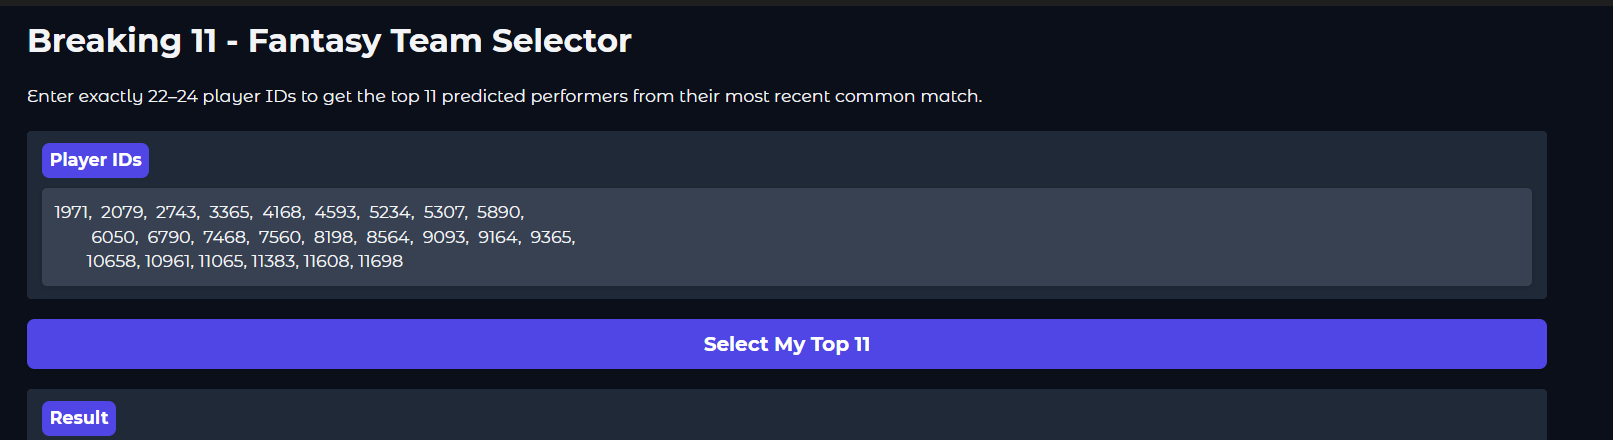 Breaking 11 - Fantasy Team Selector
Enter exactly 22–24 player IDs to get the top 11 predicted performers from their most recent common match.
Player IDs
1971, 2079, 2743, 3365, 4168, 4593, 5234, 5307, 5890,
6050, 6790, 7468, 7560, 8198, 8564, 9093, 9164, 9365,
10658, 10961, 11065, 11383, 11608, 11698
Select My Top 11
Result